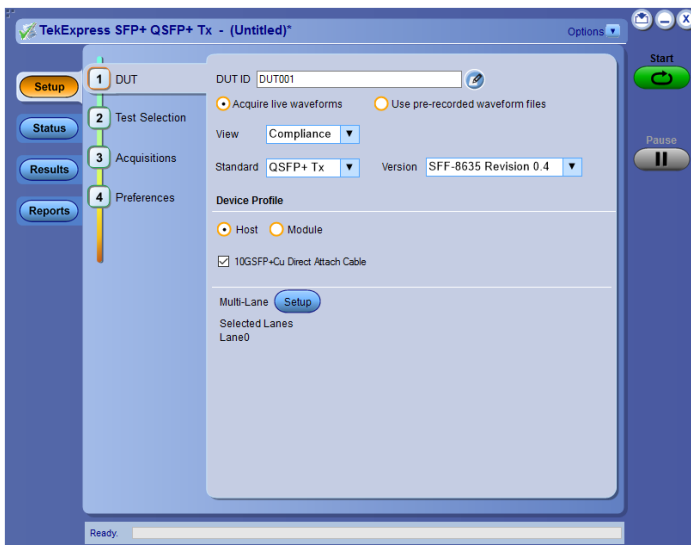 TekExpress SFP+ QSFP+ Tx - (Untitled)*
Options
Start
Pause
Setup
Status
Results
Reports
1 DUT
2 Test Selection
3 Acquisitions
4 Preferences
DUT ID DUT001
Acquire live waveforms Use pre-recorded waveform files
View Compliance
Standard QSFP+ Tx Version SFF-8635 Revision 0.4
Device Profile
Host Module
10GSFP+Cu Direct Attach Cable
Multi-Lane Setup
Selected Lanes
Lane0
Ready.